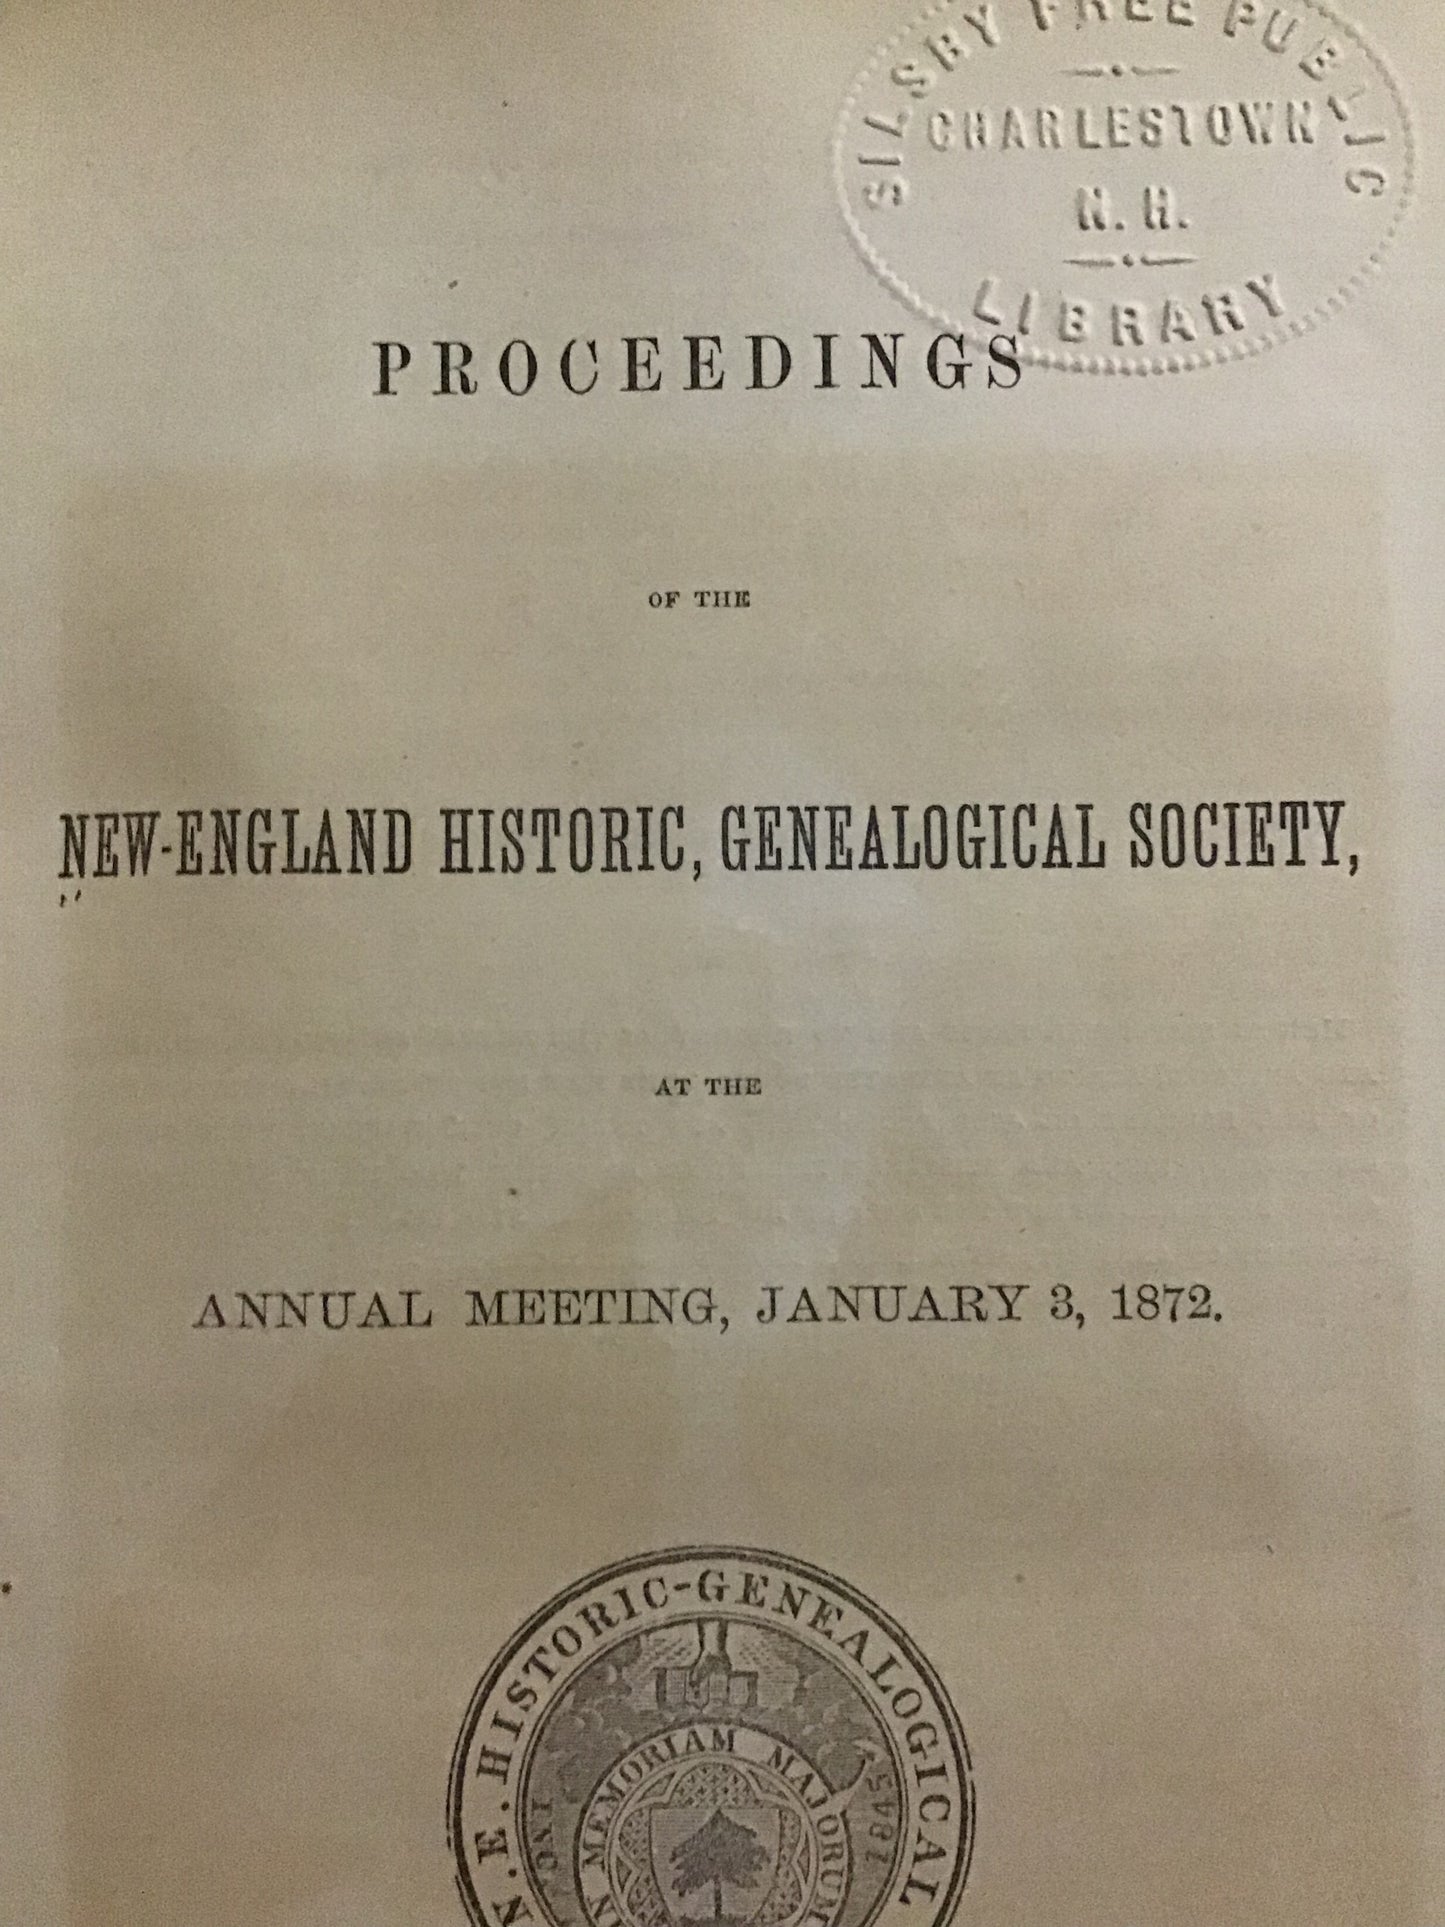 SILSBY FREE PUBLIC
CHARLESTOWN
N. H.
LIBRARY
PROCEEDINGS
OF THE
NEW-ENGLAND HISTORIC, GENEALOGICAL SOCIETY,
AT THE
ANNUAL MEETING, JANUARY 3, 1872.
N. E. HISTORIC-GENEALOGICAL
IN MEMORIAM MAJORUM
1845